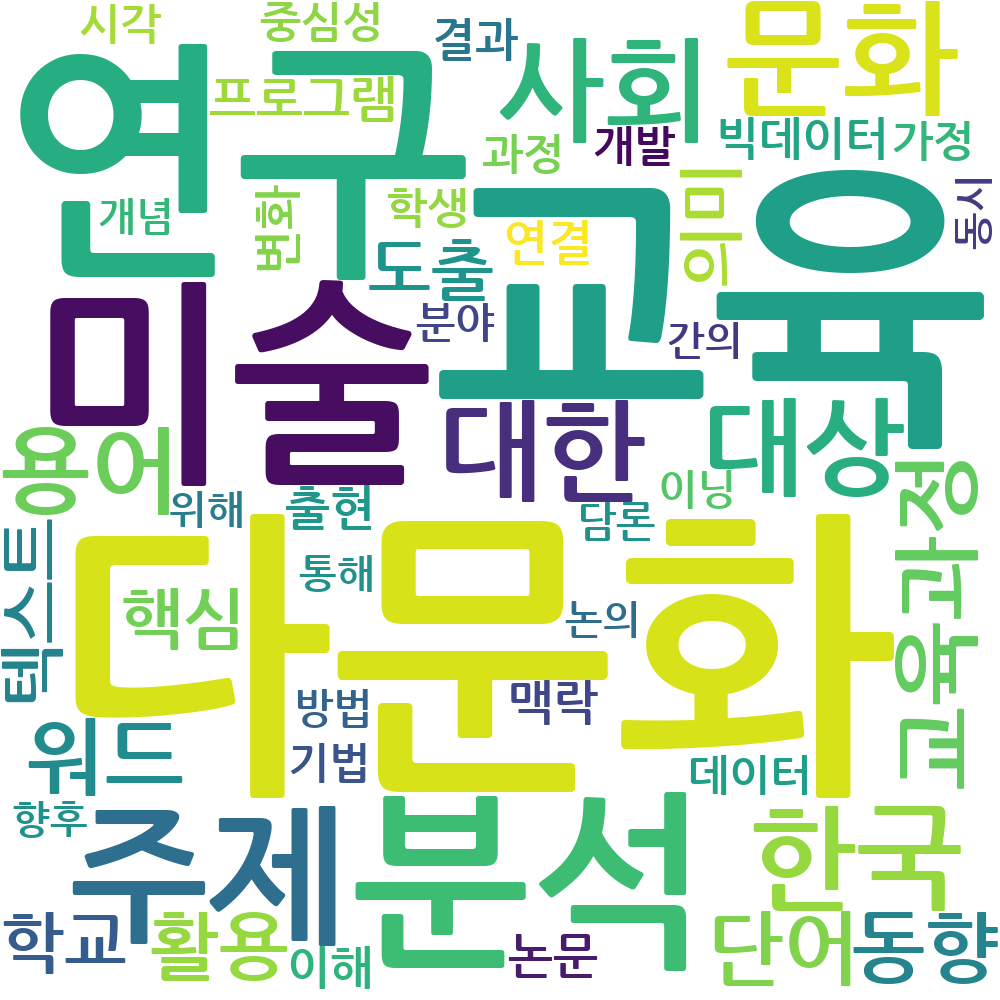 시각
중심성
결과
문화
연구
사회
프로그램
과정
개발
빅데이터
가정
교육
의미
동시
개념
변화
학생
연결
도출
미술
분야
간의
대한
대상
용어
위해
출현
이닝
담론
교육과정
텍스트
다문화
핵심
통해
논의
방법
맥락
워드
기법
데이터
향후
주제
분석
한국
학교
활용
이해
논문
단어
동향